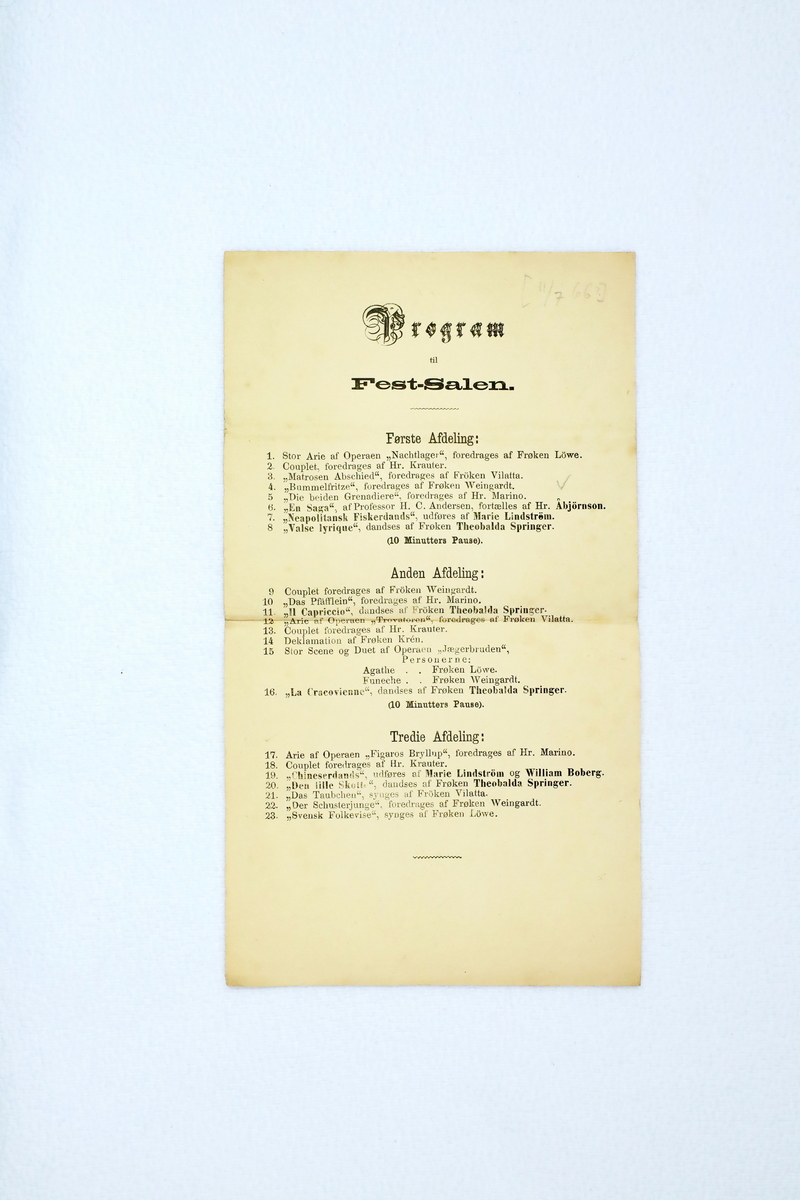 Program
til
Fest-Salen.
Første Afdeling:
1. Stor Arie af Operaen „Nachtlager“, foredrages af Frøken Löwe.
2. Couplet, foredrages af Hr. Krauter.
3. „Matrosen Abschied“, foredrages af Fröken Vilatta.
4. „Bummelfritze“, foredrages af Frøken Weingardt.
5 „Die beiden Grenadiere“, foredrages af Hr. Marino.
6. „En Saga“, af Professor H. C. Andersen, fortælles af Hr. Åbjörnson.
7. „Neapolitansk Fiskerdands“, udføres af Marie Lindström.
8 „Valse lyrique“, dandses af Frøken Theobalda Springer.
(10 Minutters Pause).
Anden Afdeling:
9 Couplet foredrages af Fröken Weingardt.
10 „Das Pfäfflein“, foredrages af Hr. Marino.
11. „Il Capriccio“, dandses af Fröken Theobalda Springer.
12 „Arie af Operaen „Trovatoren“, foredrages af Frøken Vilatta.
13. Couplet foredrages af Hr. Krauter.
14 Deklamation af Frøken Krén.
15 Stor Scene og Duet af Operaen „Jægerbruden“,
Personerne:
Agathe . . Frøken Löwe.
Funeche . . Frøken Weingardt.
16. „La Cracovienne“, dandses af Frøken Theobalda Springer.
(10 Minutters Pause).
Tredie Afdeling:
17. Arie af Operaen „Figaros Bryllup“, foredrages af Hr. Marino.
18. Couplet foredrages af Hr. Krauter.
19. „Chineserdands“, udføres af Marie Lindström og William Boberg.
20. „Den lille “, dandses af Frøken Theobalda Springer.
21. „Das Taubchen“, synges af Fröken Vilatta.
22. „Der Schusterjunge“, foredrages af Frøken Weingardt.
23. „Svensk Folkevise“, synges af Frøken Löwe.